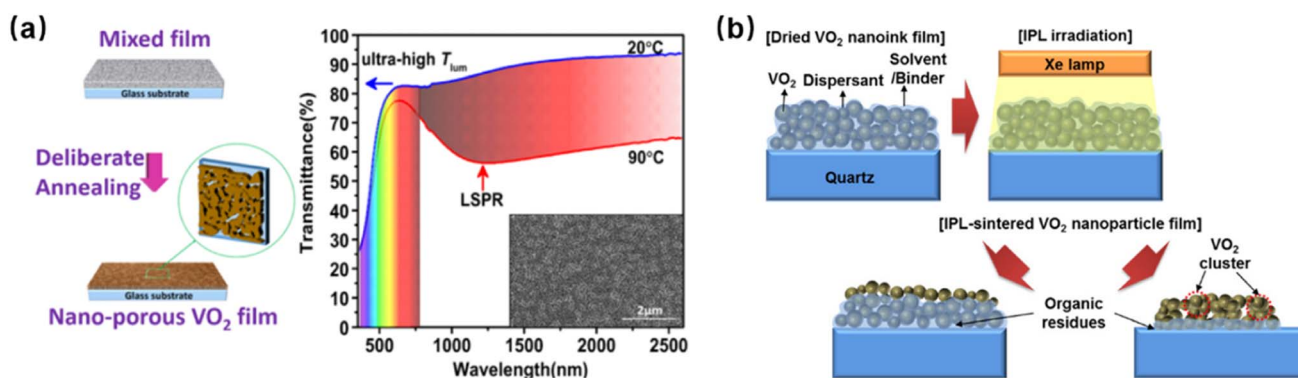 (a)
Mixed film
Glass substrate
Deliberate
Annealing
Glass substrate
Nano-porous VO₂ film
Transmittance(%)
100
90
80
70
60
50
40
30
20
10
0
ultra-high Tlum
20°C
90°C
LSPR
2μm
500
1000
1500
2000
2500
Wavelength(nm)
(b)
[Dried VO₂ nanoink film]
VO₂
Dispersant
Solvent
/Binder
Quartz
[IPL irradiation]
Xe lamp
[IPL-sintered VO₂ nanoparticle film]
VO₂
cluster
Organic
residues